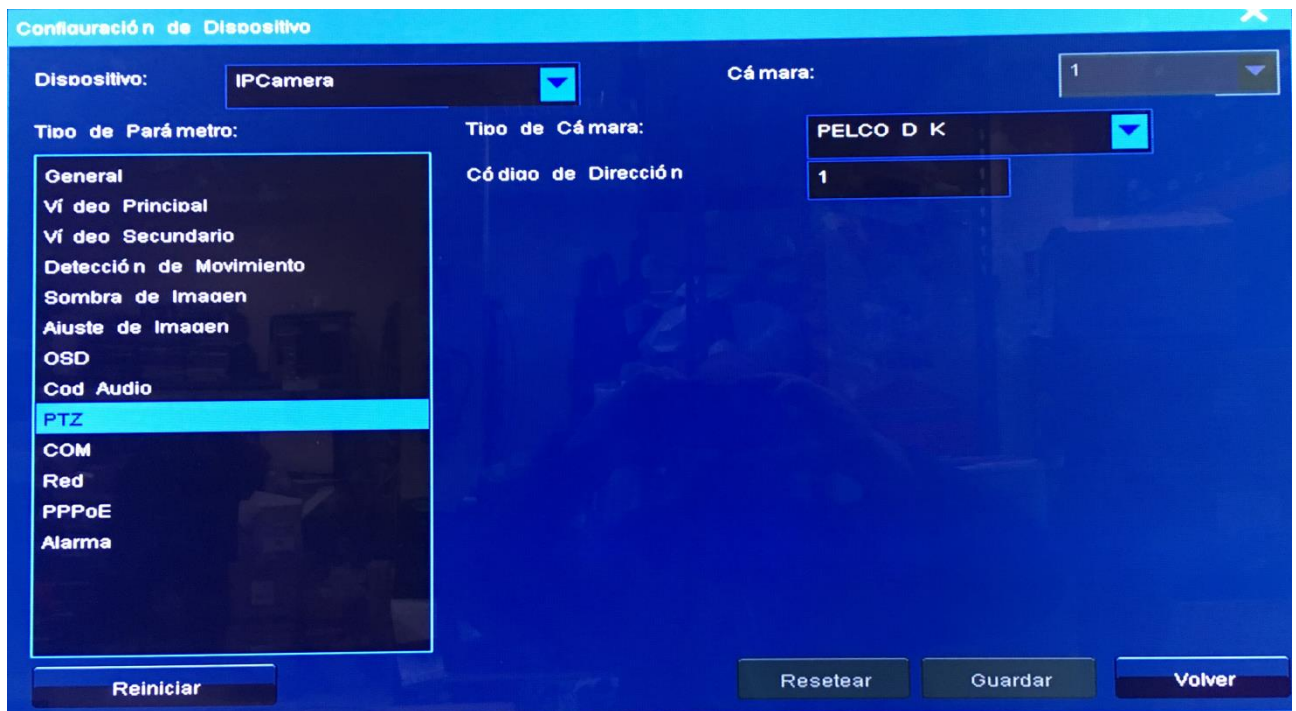 Configuración de Dispositivo
Dispositivo: IPCamera Cámara: 1
Tipo de Parámetro: Tipo de Cámara: PELCO D K
Código de Dirección 1
General
Vídeo Principal
Vídeo Secundario
Detección de Movimiento
Sombra de Imagen
Ajuste de Imagen
OSD
Cod Audio
PTZ
COM
Red
PPPoE
Alarma
Reiniciar Resetear Guardar Volver